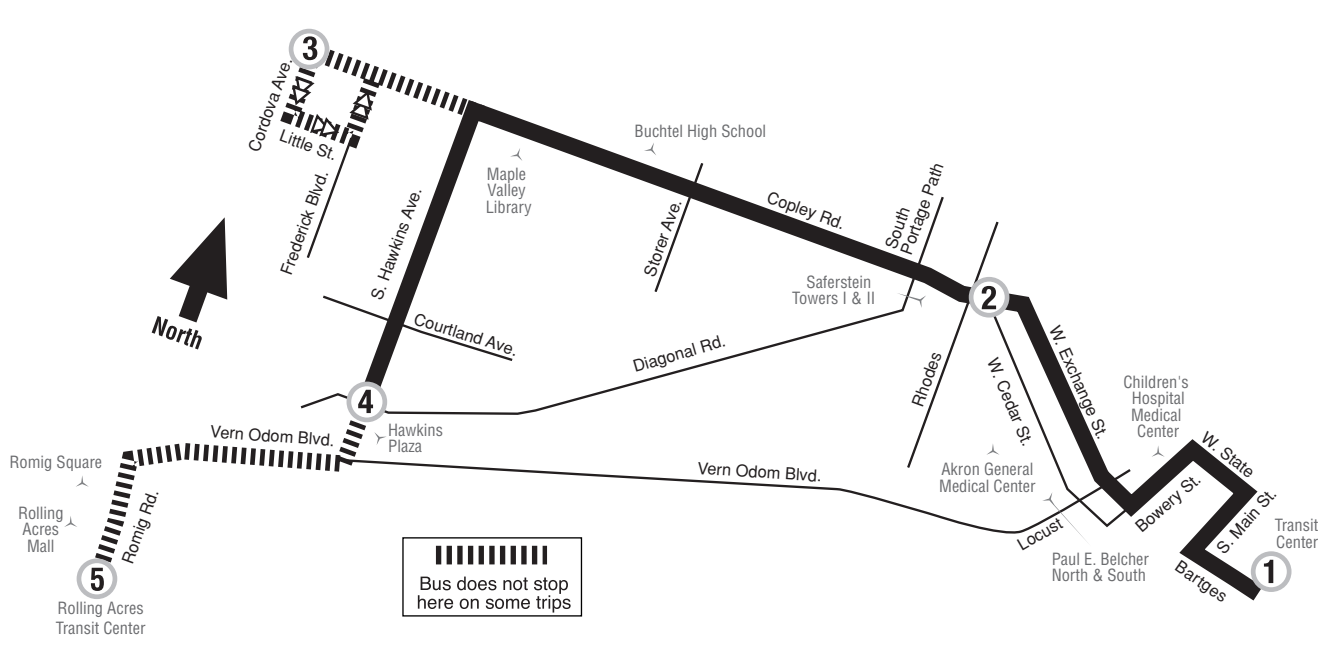 3
Cordova Ave.
Little St.
Frederick Blvd.
North
S. Hawkins Ave.
Maple
Valley
Library
Buchtel High School
Storer Ave.
Copley Rd.
South
Portage Path
Saferstein
Towers I & II
2
Courtland Ave.
Diagonal Rd.
Rhodes
W. Cedar St.
W. Exchange St.
Children's
Hospital
Medical
Center
4
Hawkins
Plaza
Vern Odom Blvd.
Romig Square
Rolling
Acres
Mall
Romig Rd.
5
Rolling Acres
Transit Center
Vern Odom Blvd.
Akron General
Medical Center
Locust
Paul E. Belcher
North & South
Bowery St.
W. State
S. Main St.
Bartges
Transit
Center
1
Bus does not stop
here on some trips